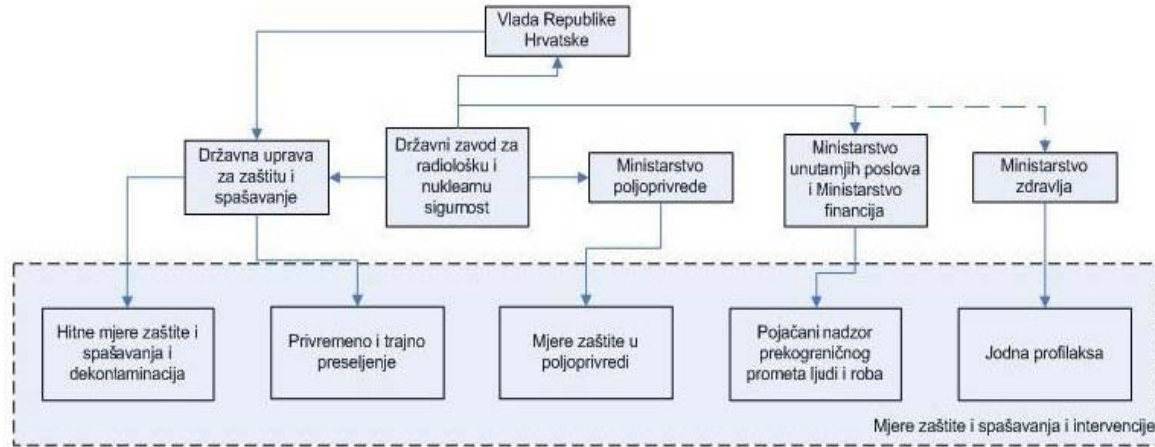 Vlada Republike
Hrvatske
Državna uprava
za zaštitu i
spašavanje
Državni zavod za
radiološku i
nuklearnu
sigurnost
Ministarstvo
poljoprivrede
Ministarstvo
unutarnjih poslova
i Ministarstvo
financija
Ministarstvo
zdravlja
Hitne mjere zaštite i
spašavanja i
dekontaminacija
Privremeno i trajno
preseljenje
Mjere zaštite u
poljoprivredi
Pojačani nadzor
prekograničnog
prometa ljudi i roba
Jodna profilaksa
Mjere zaštite i spašavanja i intervencije